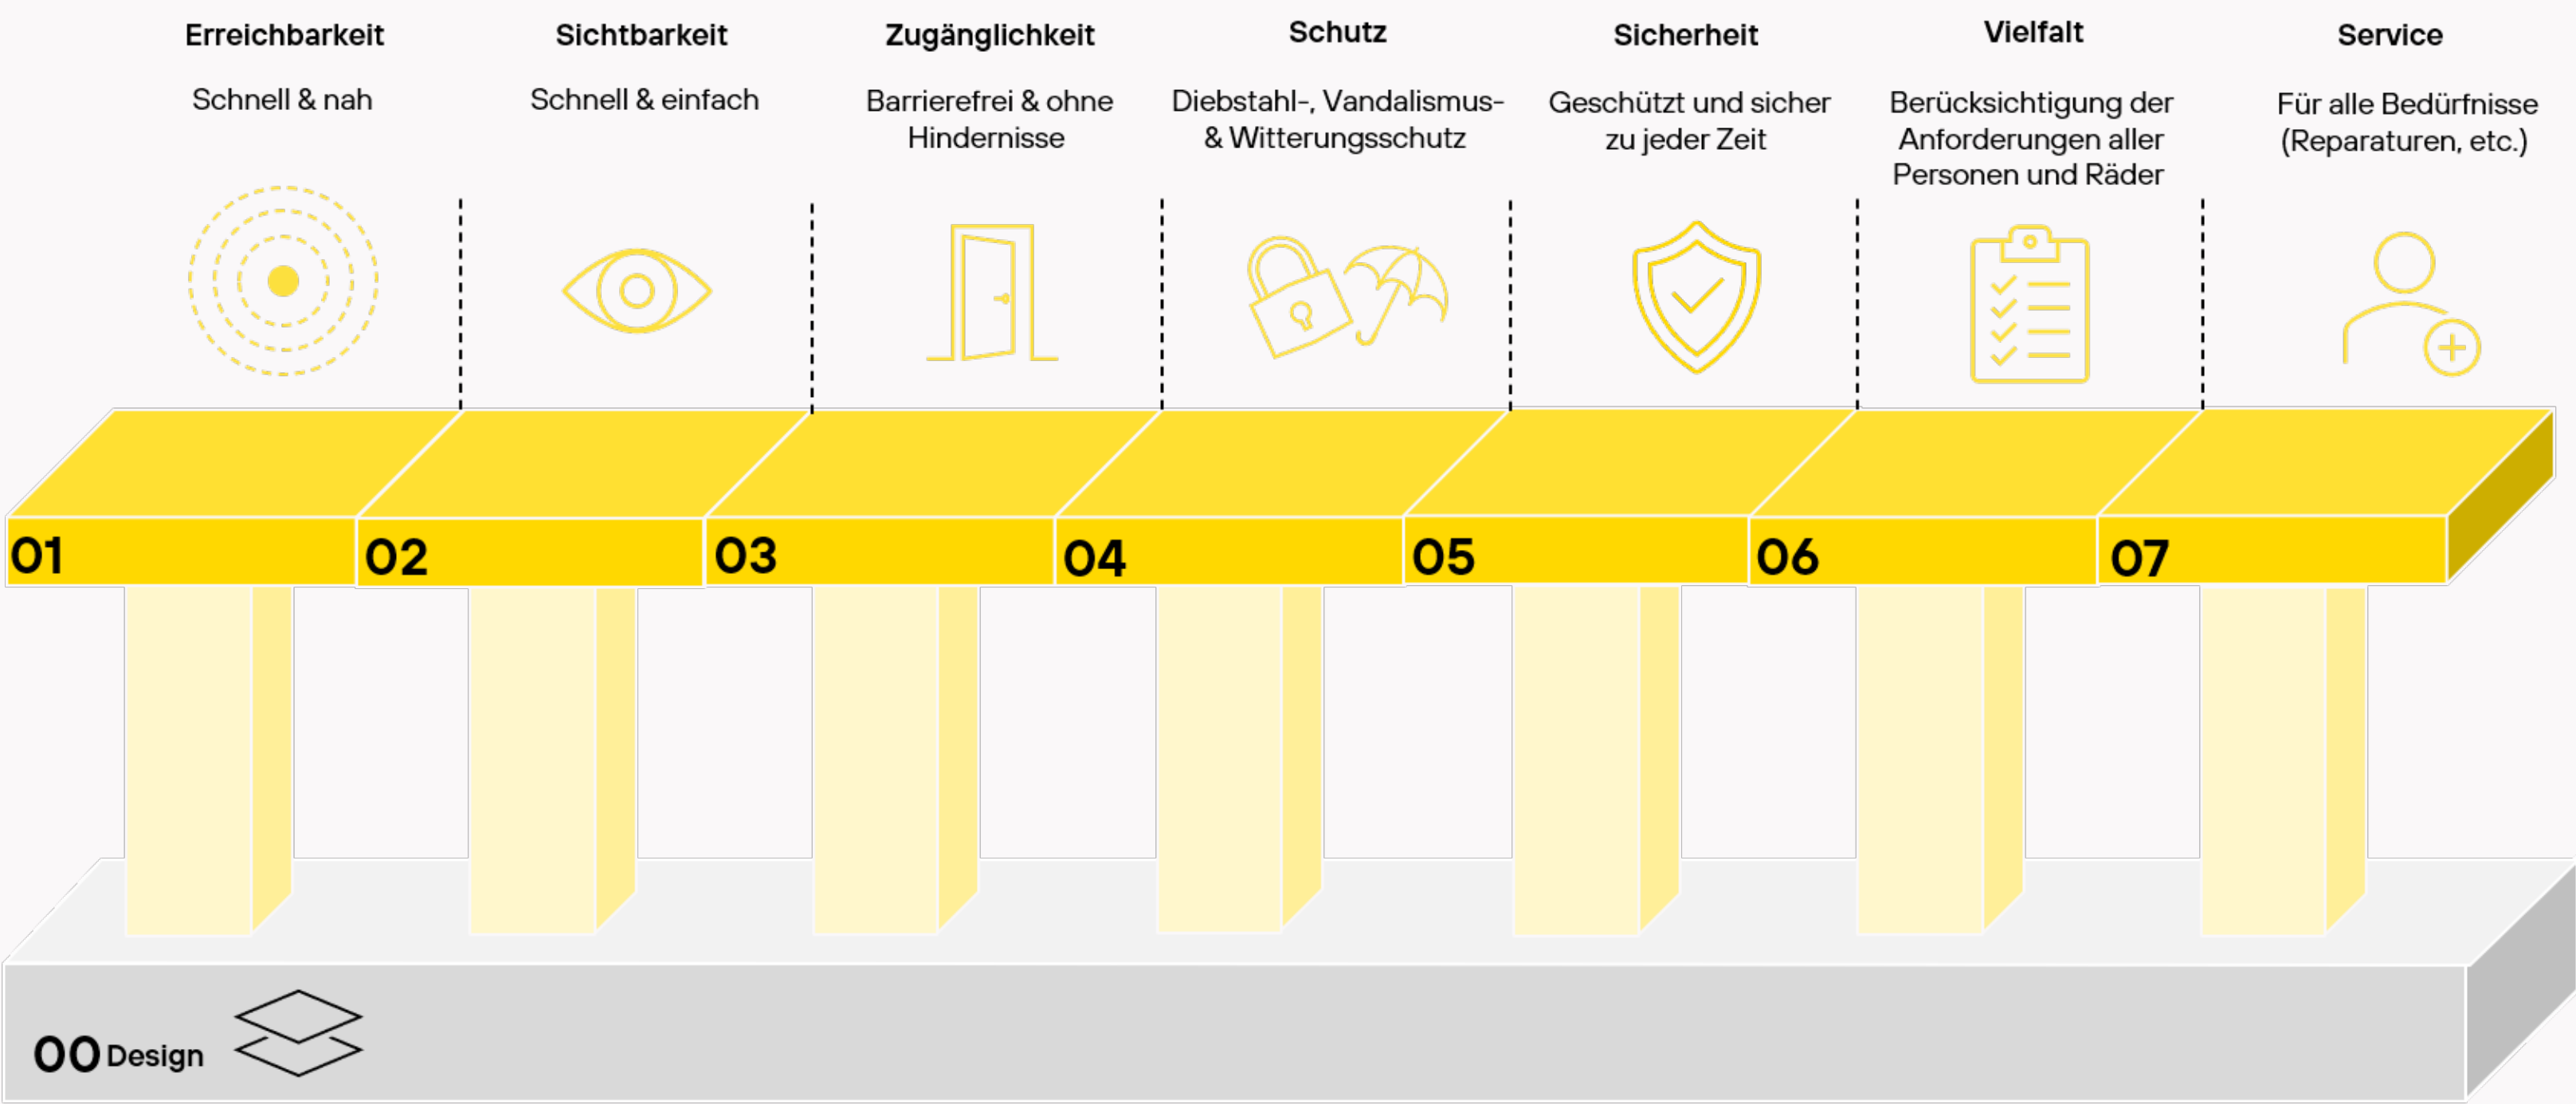 Erreichbarkeit
Schnell & nah
Sichtbarkeit
Schnell & einfach
Zugänglichkeit
Barrierefrei & ohne
Hindernisse
Schutz
Diebstahl-, Vandalismus-
& Witterungsschutz
Sicherheit
Geschützt und sicher
zu jeder Zeit
Vielfalt
Berücksichtigung der
Anforderungen aller
Personen und Räder
Service
Für alle Bedürfnisse
(Reparaturen, etc.)
01
02
03
04
05
06
07
00 Design